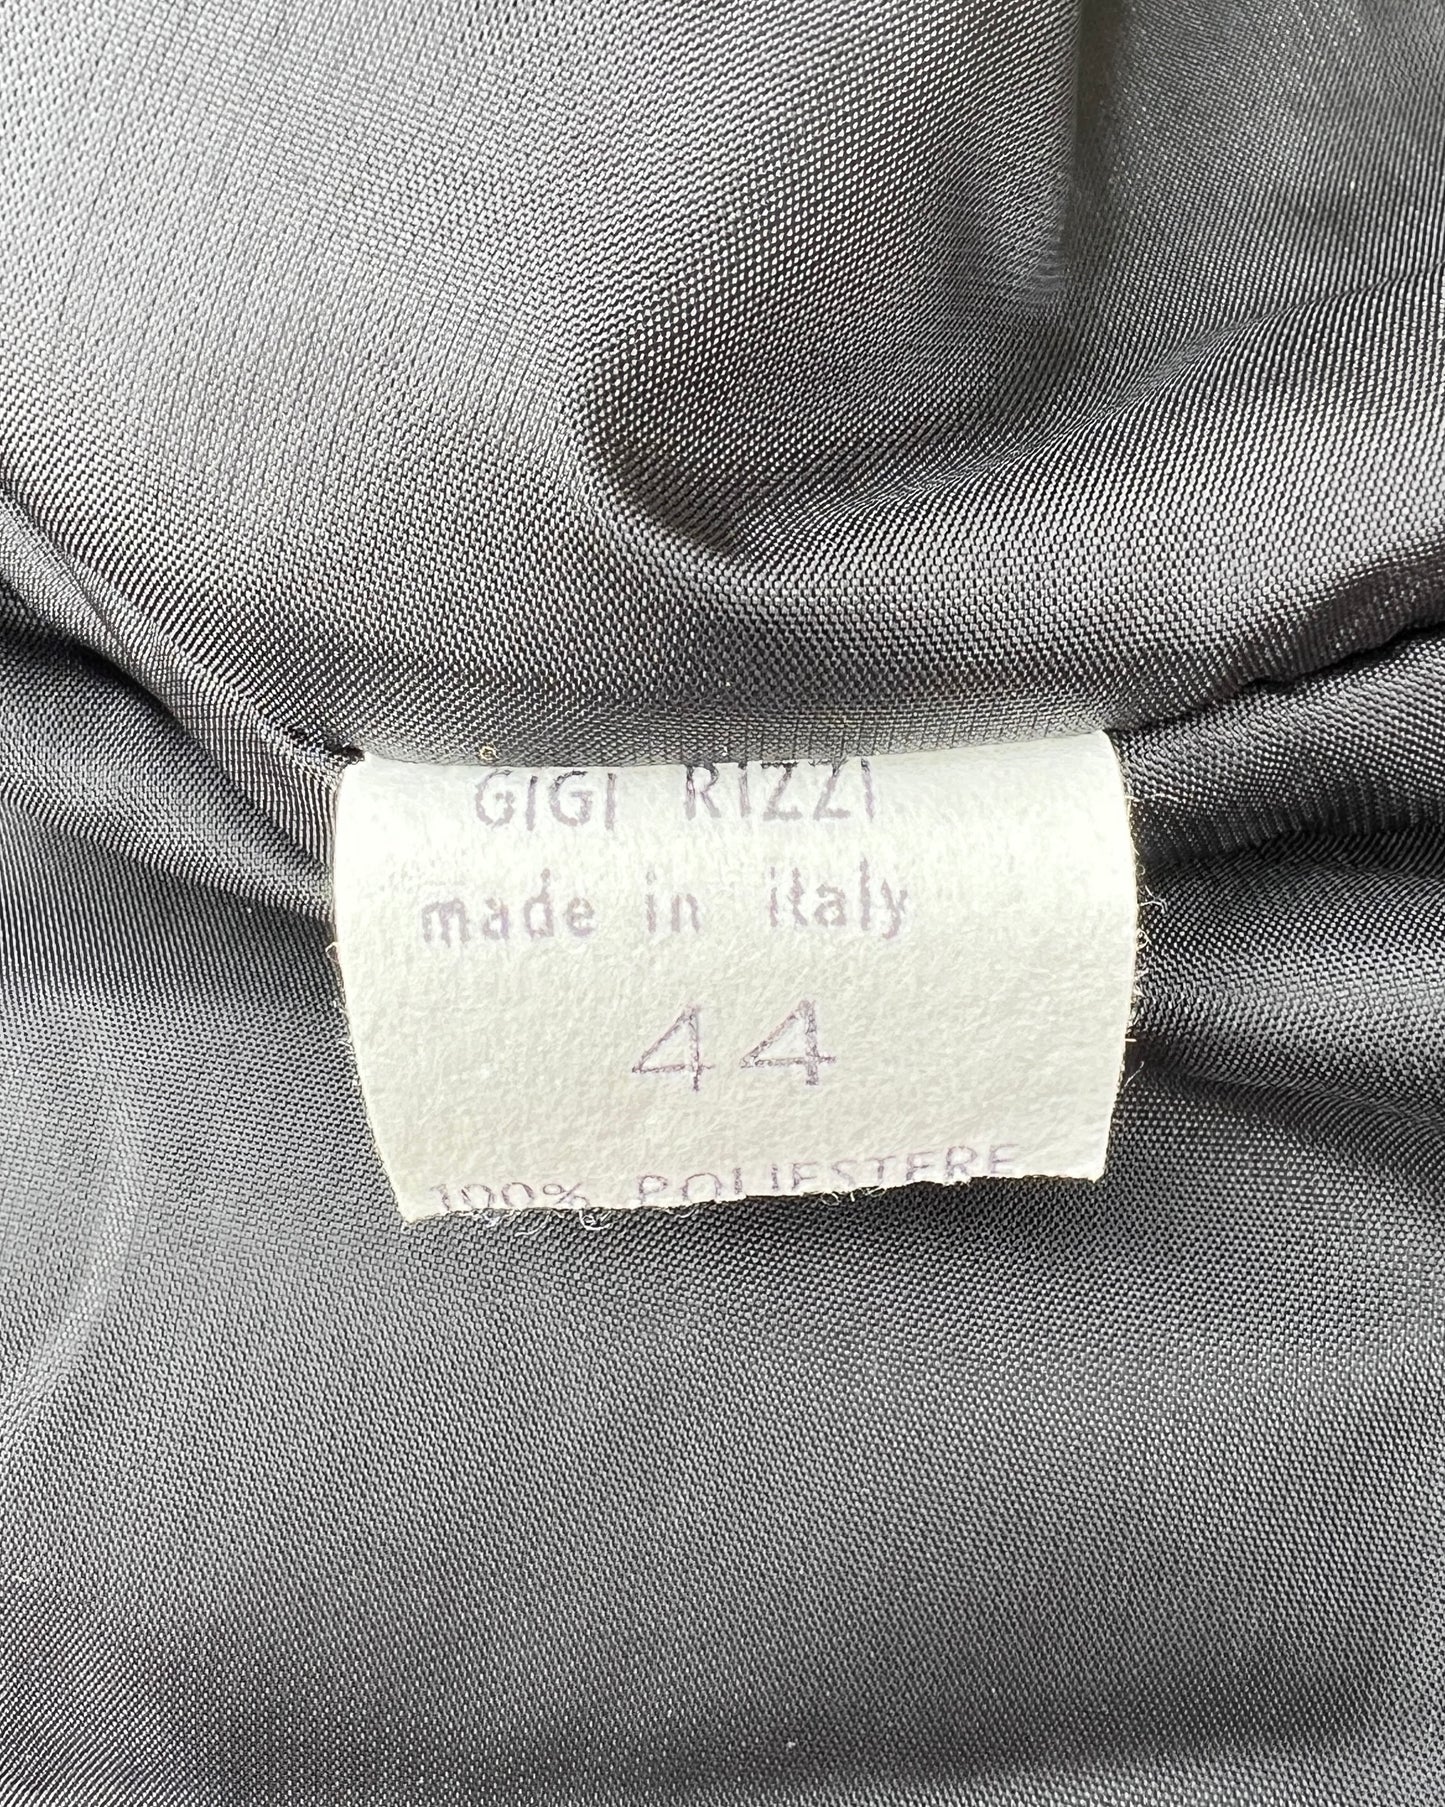 GIGI RIZZI
made in italy
44
100% POLIESTERE